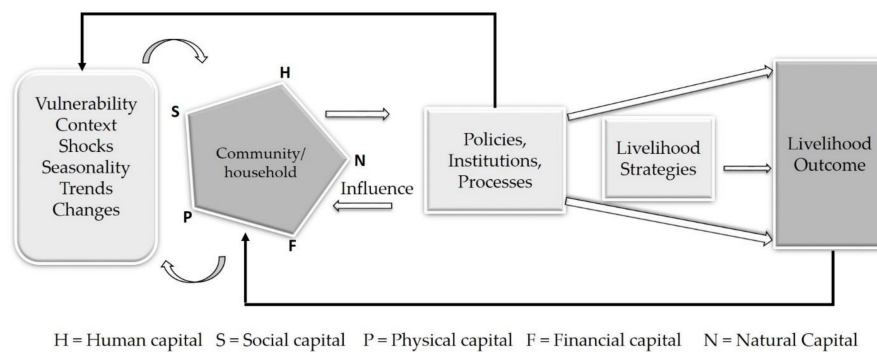 Vulnerability
Context
Shocks
Seasonality
Trends
Changes
H
S
Community/
household
N
P
F
Influence
Policies,
Institutions,
Processes
Livelihood
Strategies
Livelihood
Outcome
H = Human capital S = Social capital P = Physical capital F = Financial capital N = Natural Capital